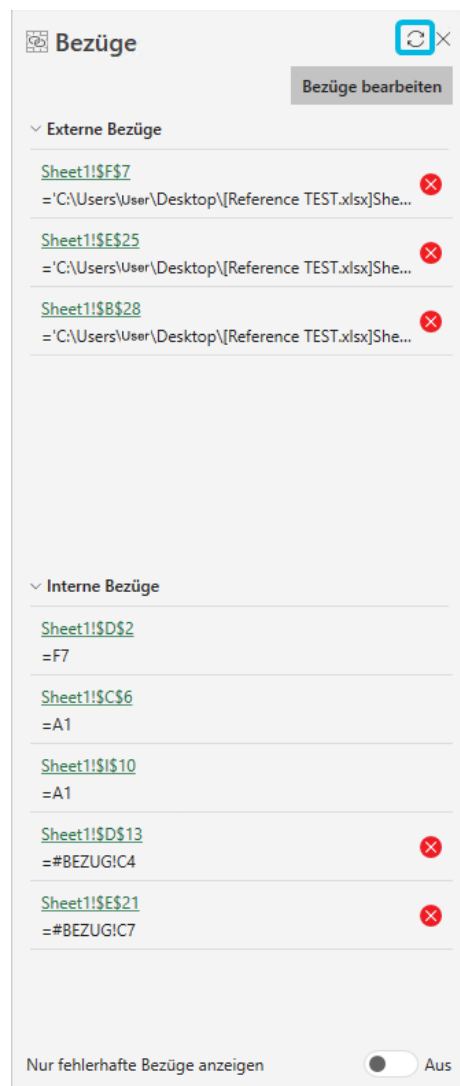 Bezüge
Bezüge bearbeiten
Externe Bezüge
Sheet1!$F$7
='C:\Users\User\Desktop\[Reference TEST.xlsx]She...
Sheet1!$E$25
='C:\Users\User\Desktop\[Reference TEST.xlsx]She...
Sheet1!$B$28
='C:\Users\User\Desktop\[Reference TEST.xlsx]She...
Interne Bezüge
Sheet1!$D$2
=F7
Sheet1!$C$6
=A1
Sheet1!$I$10
=A1
Sheet1!$D$13
=#BEZUG!C4
Sheet1!$E$21
=#BEZUG!C7
Nur fehlerhafte Bezüge anzeigen Aus